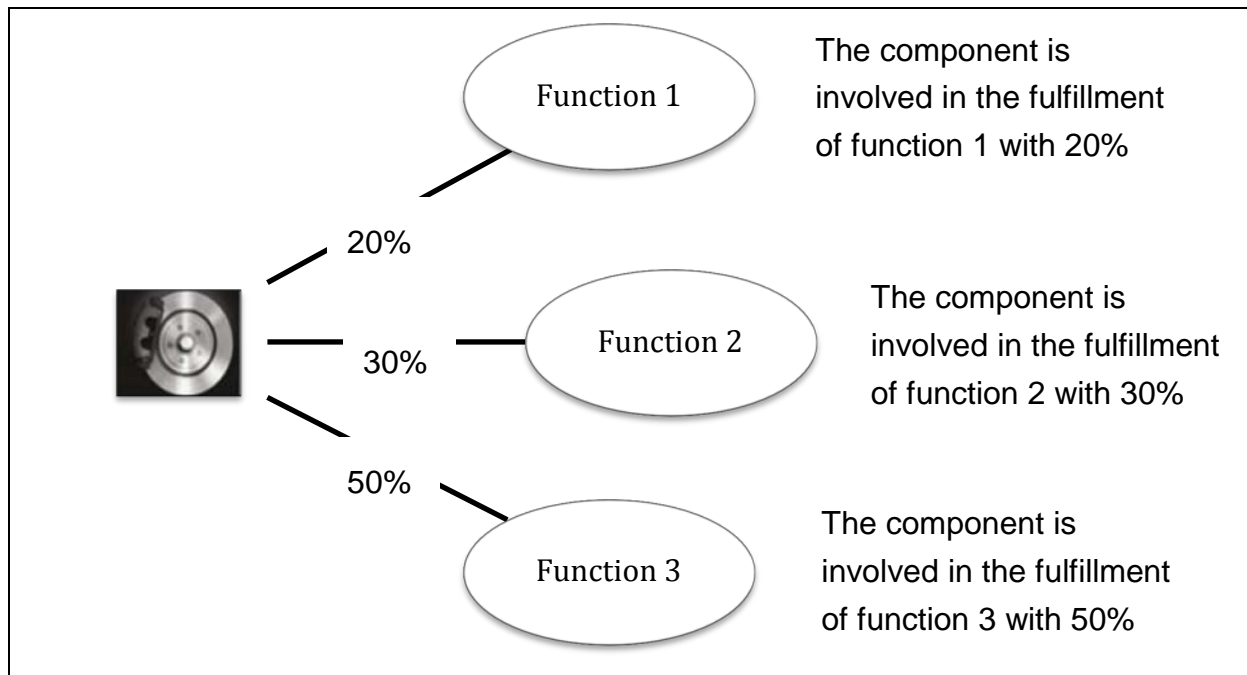 Function 1
The component is
involved in the fulfillment
of function 1 with 20%
20%
Function 2
The component is
involved in the fulfillment
of function 2 with 30%
30%
50%
Function 3
The component is
involved in the fulfillment
of function 3 with 50%